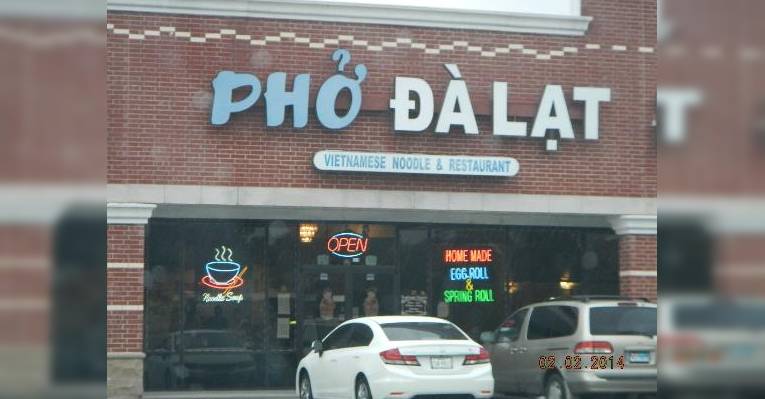 PHỞ ĐÀ LẠT
VIETNAMESE NOODLE & RESTAURANT
OPEN
HOME MADE
EGG ROLL
&
SPRING ROLL
Noodle Soup
02.02.2014